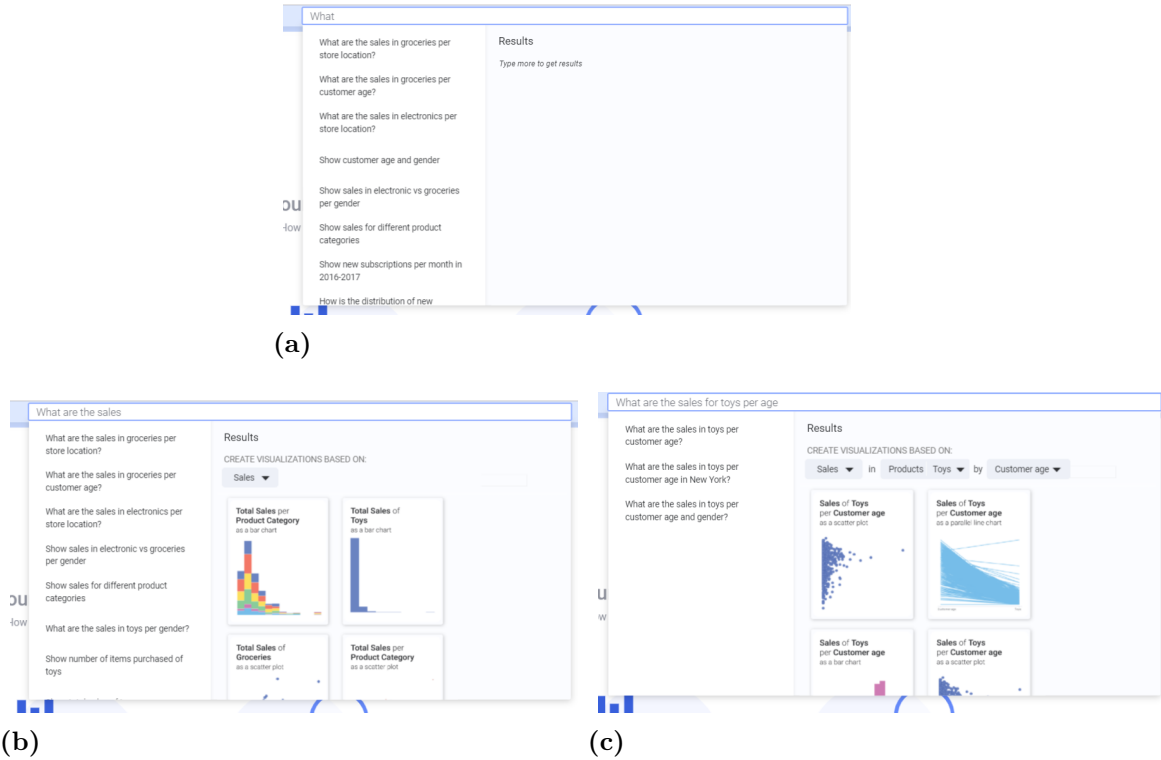 What
What are the sales in groceries per
store location?
What are the sales in groceries per
customer age?
What are the sales in electronics per
store location?
Show customer age and gender
Show sales in electronic vs groceries
per gender
Show sales for different product
categories
Show new subscriptions per month in
2016-2017
How is the distribution of new
Results
Type more to get results
ou
How
(a)
What are the sales
What are the sales in groceries per
store location?
What are the sales in groceries per
customer age?
What are the sales in electronics per
store location?
Show sales in electronic vs groceries
per gender
Show sales for different product
categories
What are the sales in toys per gender?
Show number of items purchased of
toys
Results
CREATE VISUALIZATIONS BASED ON:
Sales
Total Sales per
Product Category
as a bar chart
Total Sales of
Toys
as a bar chart
Total Sales of
Groceries
as a scatter plot
Total Sales per
Product Category
as a scatter plot
ou
How
(b)
What are the sales for toys per age
What are the sales in toys per
customer age?
What are the sales in toys per
customer age in New York?
What are the sales in toys per
customer age and gender?
Results
CREATE VISUALIZATIONS BASED ON:
Sales in Products Toys by Customer age
Sales of Toys
per Customer age
as a scatter plot
Sales of Toys
per Customer age
as a parallel line chart
Sales of Toys
per Customer age
as a bar chart
Sales of Toys
per Customer age
as a scatter plot
u
ow
(c)